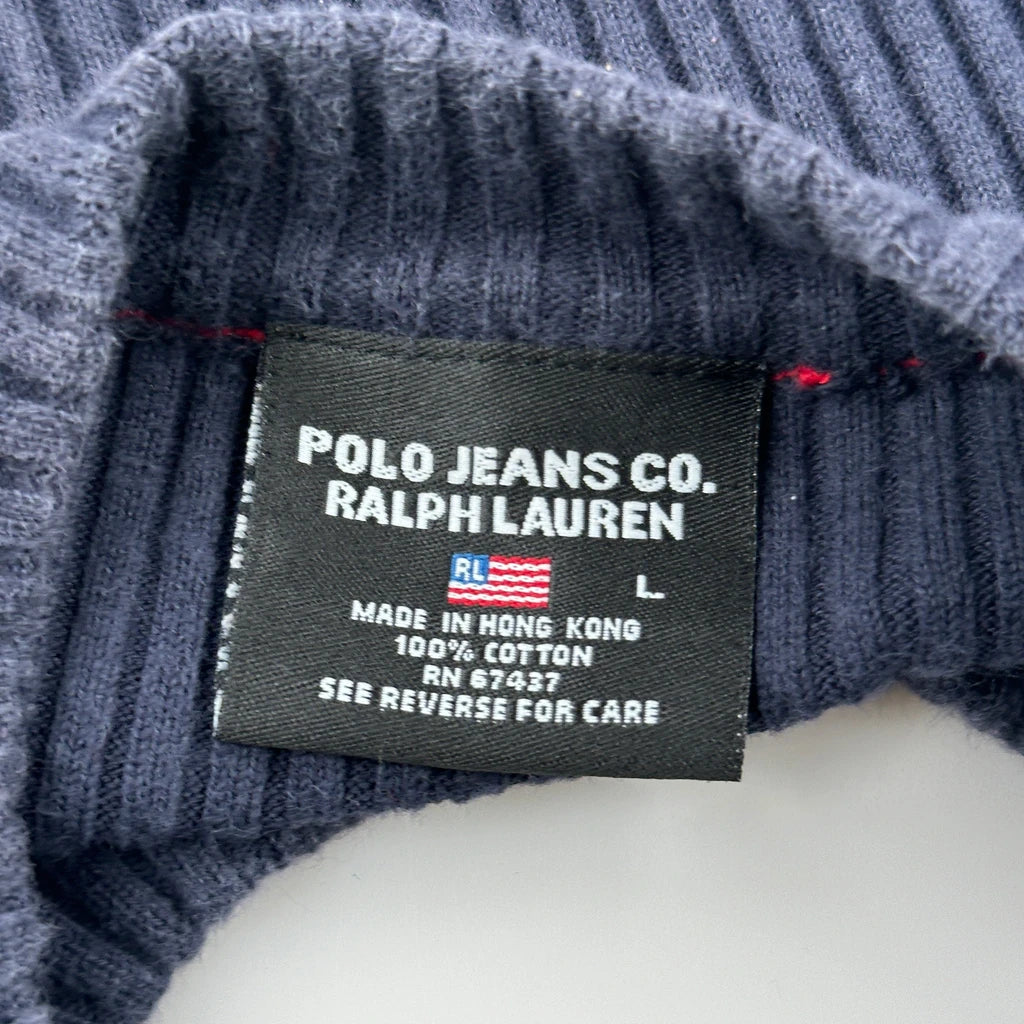 POLO JEANS CO.
RALPH LAUREN
RL
L
MADE IN HONG KONG
100% COTTON
RN 67437
SEE REVERSE FOR CARE